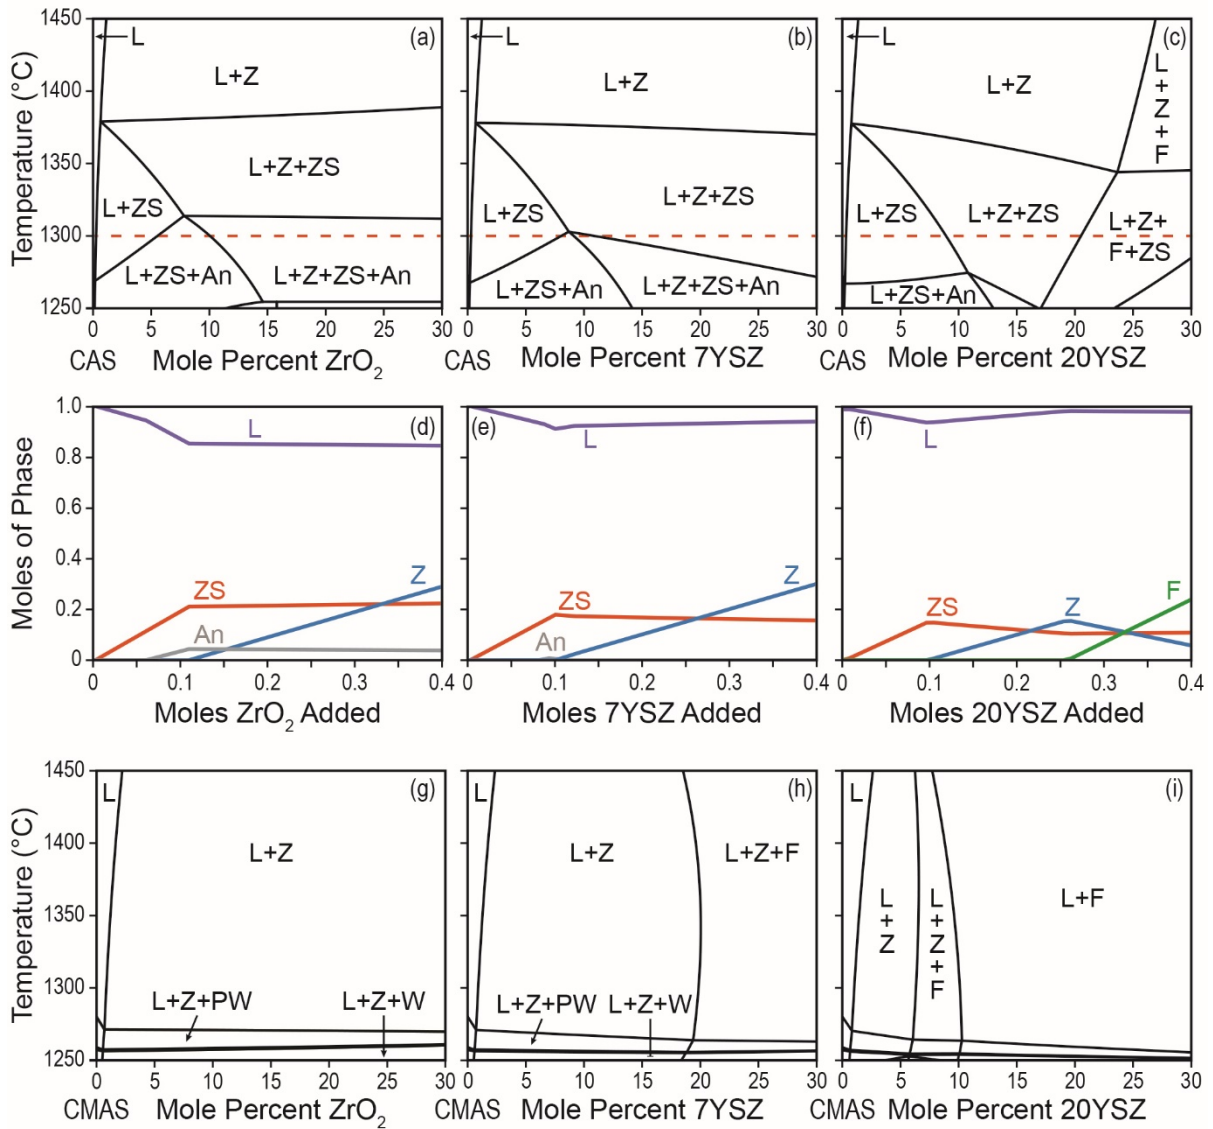 1450
1400
1350
1300
1250
Temperature (°C)
L
(a)
L+Z
L+Z+ZS
L+ZS
L+ZS+An
L+Z+ZS+An
0 5 10 15 20 25 30
CAS Mole Percent ZrO₂
L
(b)
L+Z
L+Z+ZS
L+ZS
L+ZS+An
L+Z+ZS+An
0 5 10 15 20 25 30
CAS Mole Percent 7YSZ
L
(c)
L+Z
L
+
Z
+
F
L+ZS
L+Z+ZS
L+Z+
F+ZS
L+ZS+An
0 5 10 15 20 25 30
CAS Mole Percent 20YSZ
1.0
0.8
0.6
0.4
0.2
0
Moles of Phase
L
(d)
ZS
Z
An
0 0.1 0.2 0.3 0.4
Moles ZrO₂ Added
(e)
L
ZS
Z
An
0 0.1 0.2 0.3 0.4
Moles 7YSZ Added
(f)
L
ZS
Z
F
0 0.1 0.2 0.3 0.4
Moles 20YSZ Added
1450
1400
1350
1300
1250
Temperature (°C)
L
(g)
L+Z
L+Z+PW
L+Z+W
0 5 10 15 20 25 30
CMAS Mole Percent ZrO₂
L
(h)
L+Z
L+Z+F
L+Z+PW
L+Z+W
0 5 10 15 20 25 30
CMAS Mole Percent 7YSZ
L
(i)
L
+
Z
L
+
Z
+
F
L+F
0 5 10 15 20 25 30
CMAS Mole Percent 20YSZ